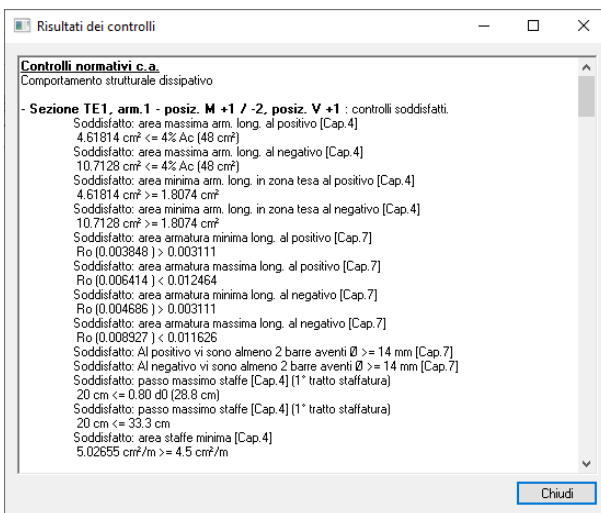 Risultati dei controlli
Controlli normativi c.a.
Comportamento strutturale dissipativo
- Sezione TE1, arm.1 - posiz. M +1 / -2, posiz. V +1 : controlli soddisfatti.
Soddisfatto: area massima arm. long. al positivo [Cap.4]
4.61814 cm² <= 4% Ac (48 cm²)
Soddisfatto: area massima arm. long. al negativo [Cap.4]
10.7128 cm² <= 4% Ac (48 cm²)
Soddisfatto: area minima arm. long. in zona tesa al positivo [Cap.4]
4.61814 cm² >= 1.8074 cm²
Soddisfatto: area minima arm. long. in zona tesa al negativo [Cap.4]
10.7128 cm² >= 1.8074 cm²
Soddisfatto: area armatura minima long. al positivo [Cap.7]
Ro (0.003848 ) > 0.003111
Soddisfatto: area armatura massima long. al positivo [Cap.7]
Ro (0.006414 ) < 0.012464
Soddisfatto: area armatura minima long. al negativo [Cap.7]
Ro (0.004686 ) > 0.003111
Soddisfatto: area armatura massima long. al negativo [Cap.7]
Ro (0.008927 ) < 0.011626
Soddisfatto: Al positivo vi sono almeno 2 barre aventi Ø >= 14 mm [Cap.7]
Soddisfatto: Al negativo vi sono almeno 2 barre aventi Ø >= 14 mm [Cap.7]
Soddisfatto: passo massimo staffe [Cap.4] (1° tratto staffatura)
20 cm <= 0.80 d0 (28.8 cm)
Soddisfatto: passo massimo staffe [Cap.4] (1° tratto staffatura)
20 cm <= 33.3 cm
Soddisfatto: area staffe minima [Cap.4]
5.02655 cm²/m >= 4.5 cm²/m
Chiudi